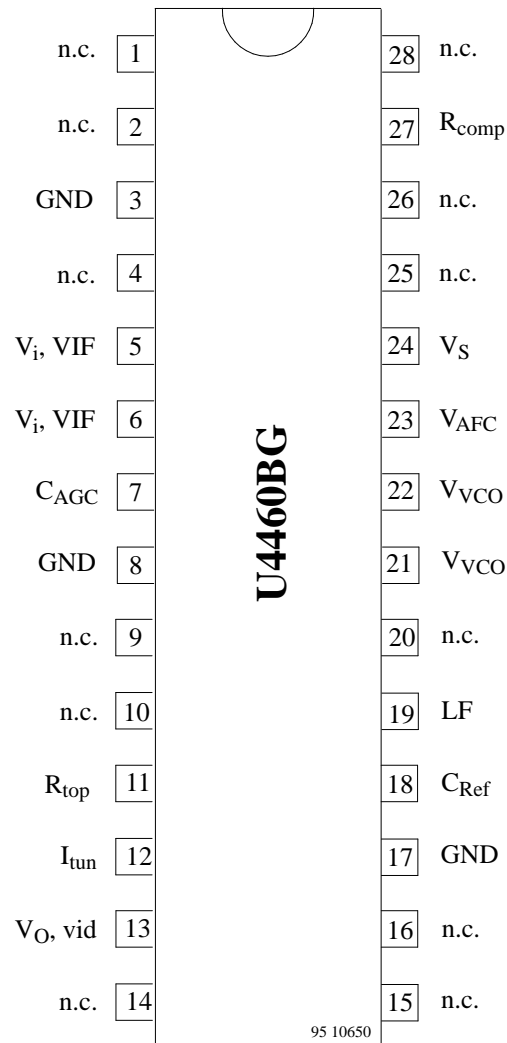 n.c. 1 28 n.c.
n.c. 2 27 Rcomp
GND 3 26 n.c.
n.c. 4 25 n.c.
Vi, VIF 5 24 VS
Vi, VIF 6 23 VAFC
CAGC 7 22 VVCO
GND 8 21 VVCO
U4460BG
n.c. 9 20 n.c.
n.c. 10 19 LF
Rtop 11 18 CRef
Itun 12 17 GND
VO, vid 13 16 n.c.
n.c. 14 15 n.c.
95 10650